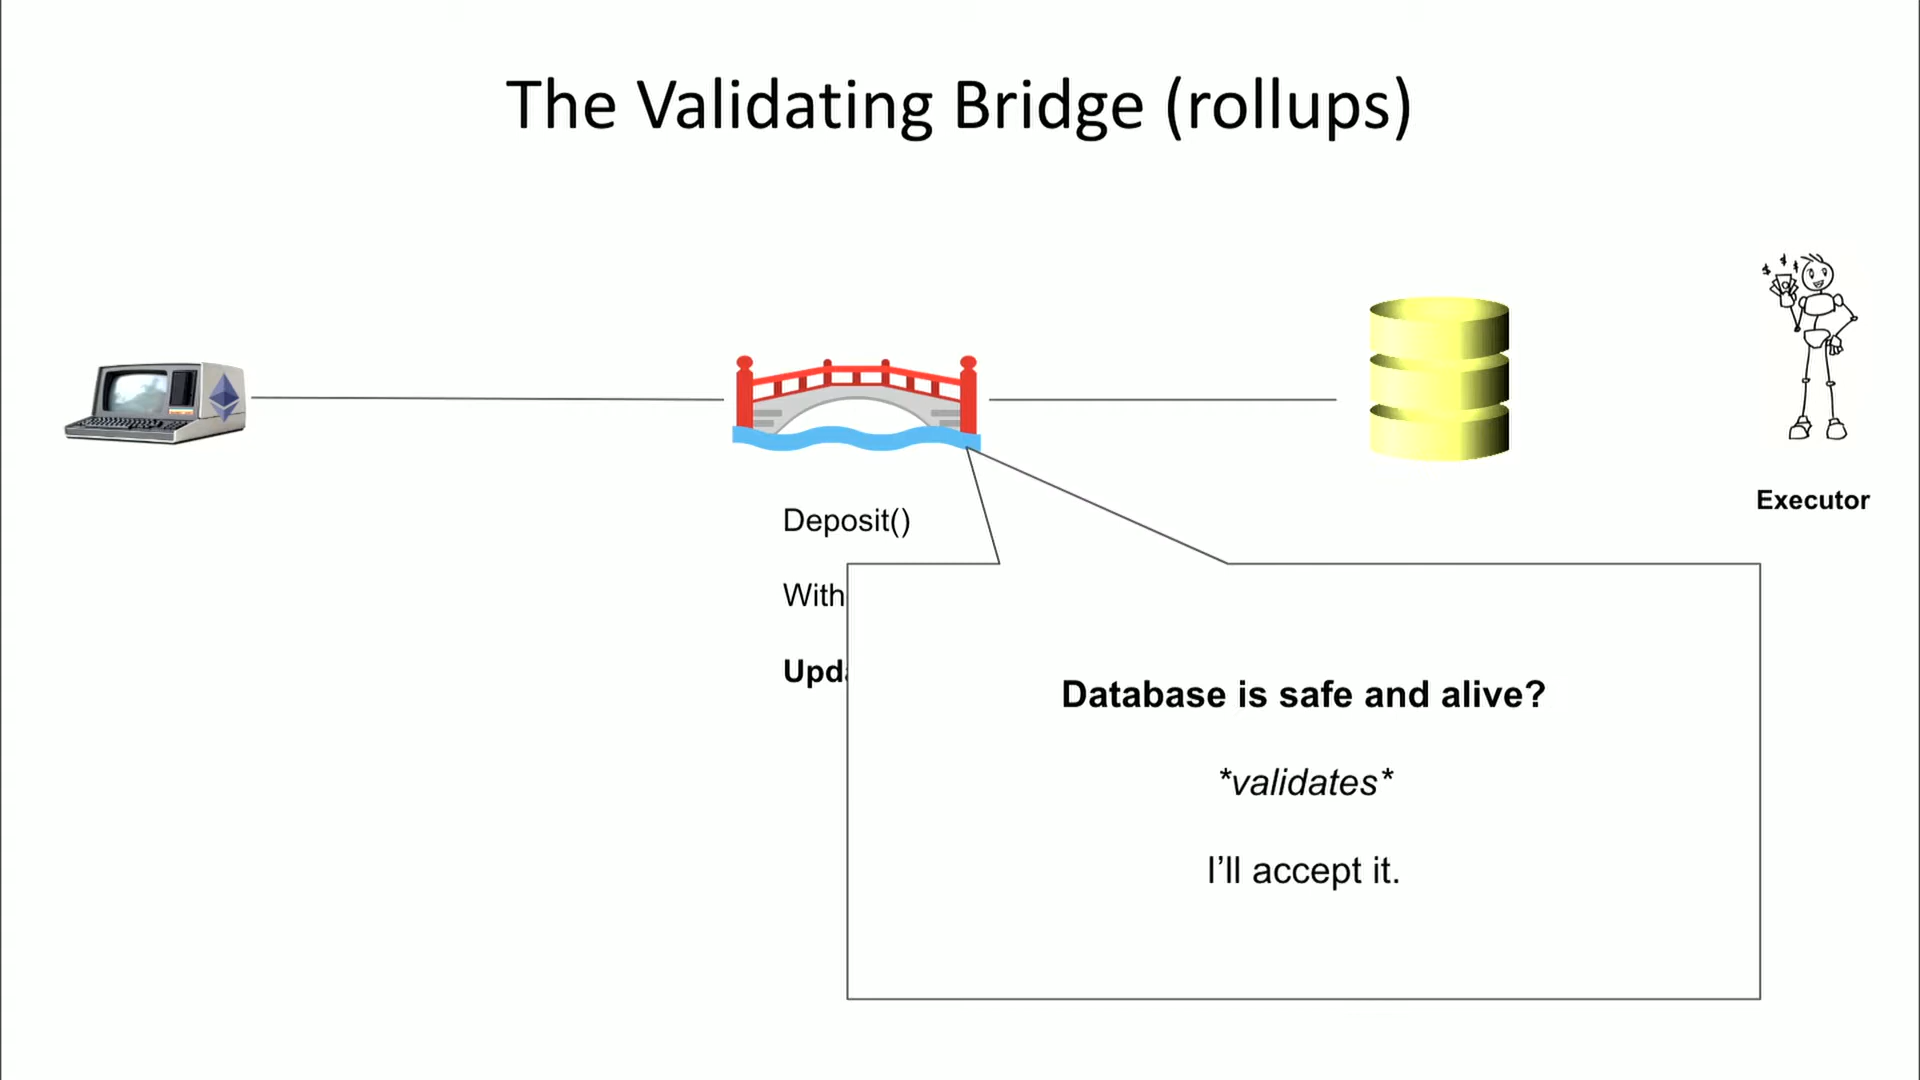 The Validating Bridge (rollups)
Executor
Deposit()
With
Upd
Database is safe and alive?
*validates*
I’ll accept it.